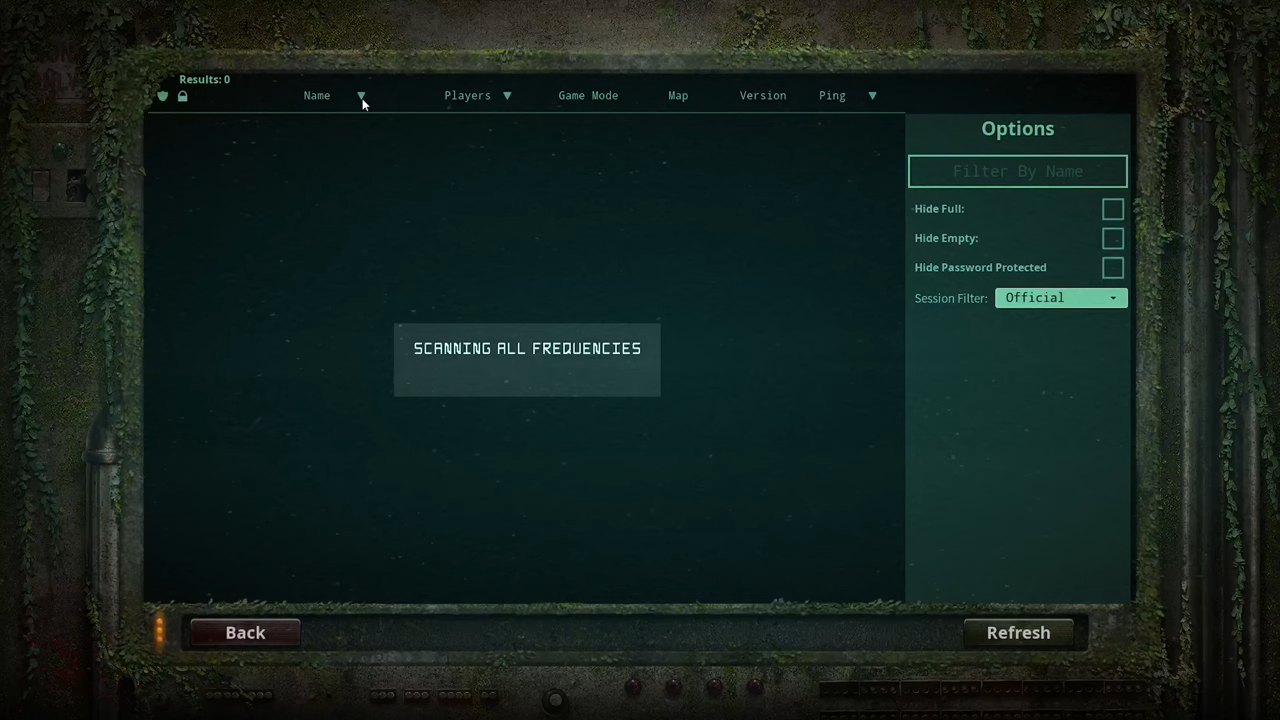 Results: 0
Name Players Game Mode Map Version Ping
Options
Filter By Name
Hide Full:
Hide Empty:
Hide Password Protected
Session Filter: Official
SCANNING ALL FREQUENCIES
Back Refresh